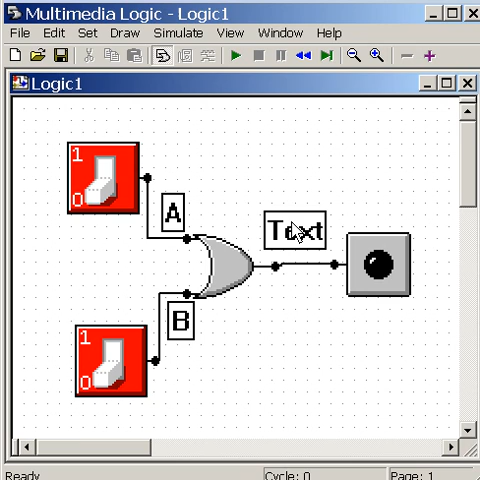 Multimedia Logic - Logic1
File Edit Set Draw Simulate View Window Help
Logic1
1
0
A
Text
B
1
0
Ready Cycle: 0 Page: 1